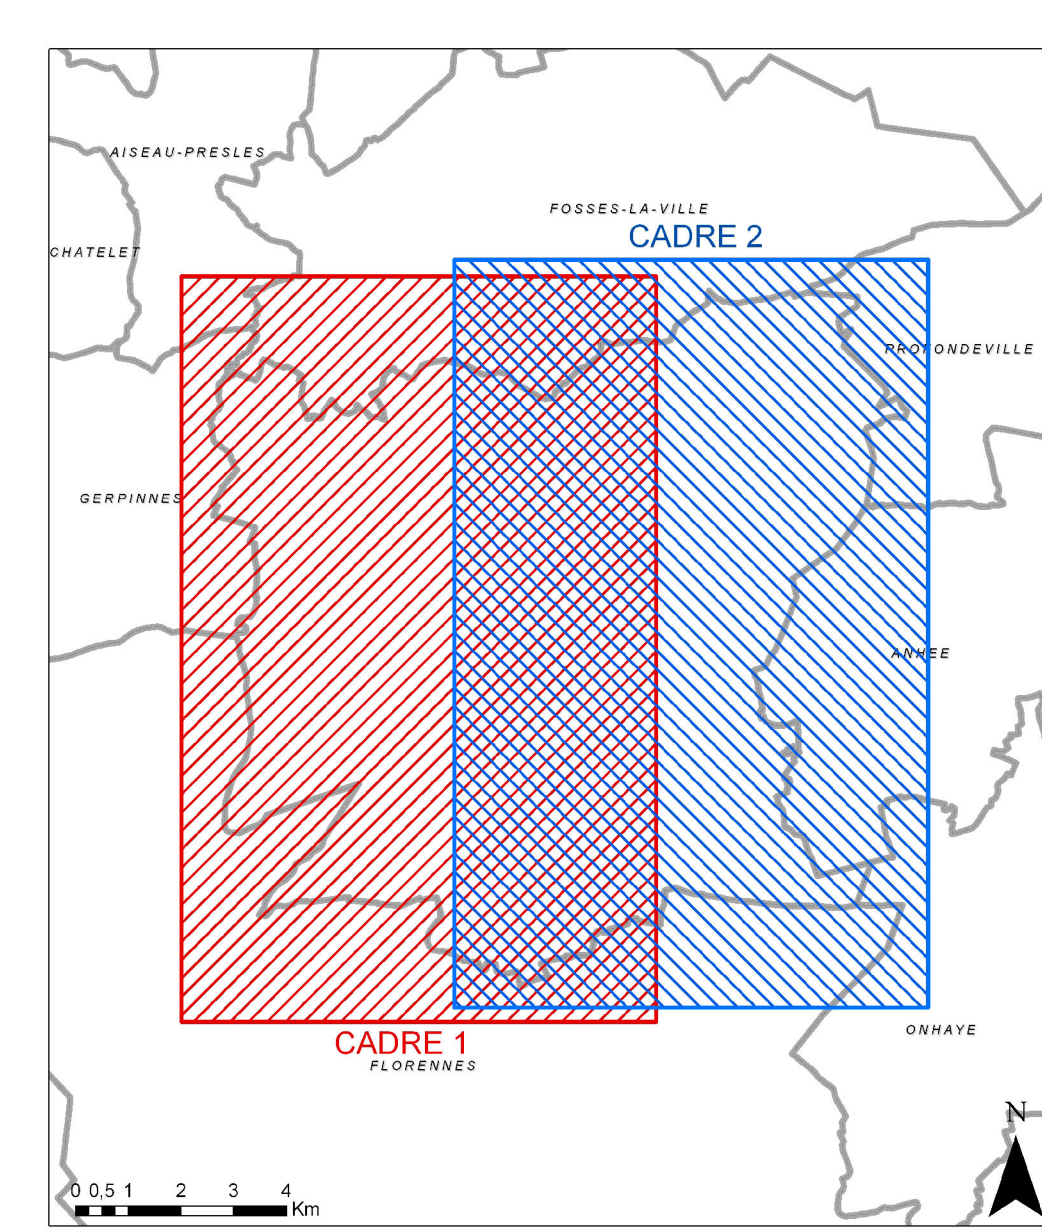 AISEAU-PRESLES
FOSSES-LA-VILLE
CADRE 2
CHATELET
PROFONDEVILLE
GERPINNES
ANHEE
ONHAYE
CADRE 1
FLORENNES
N
0 0,5 1 2 3 4
Km